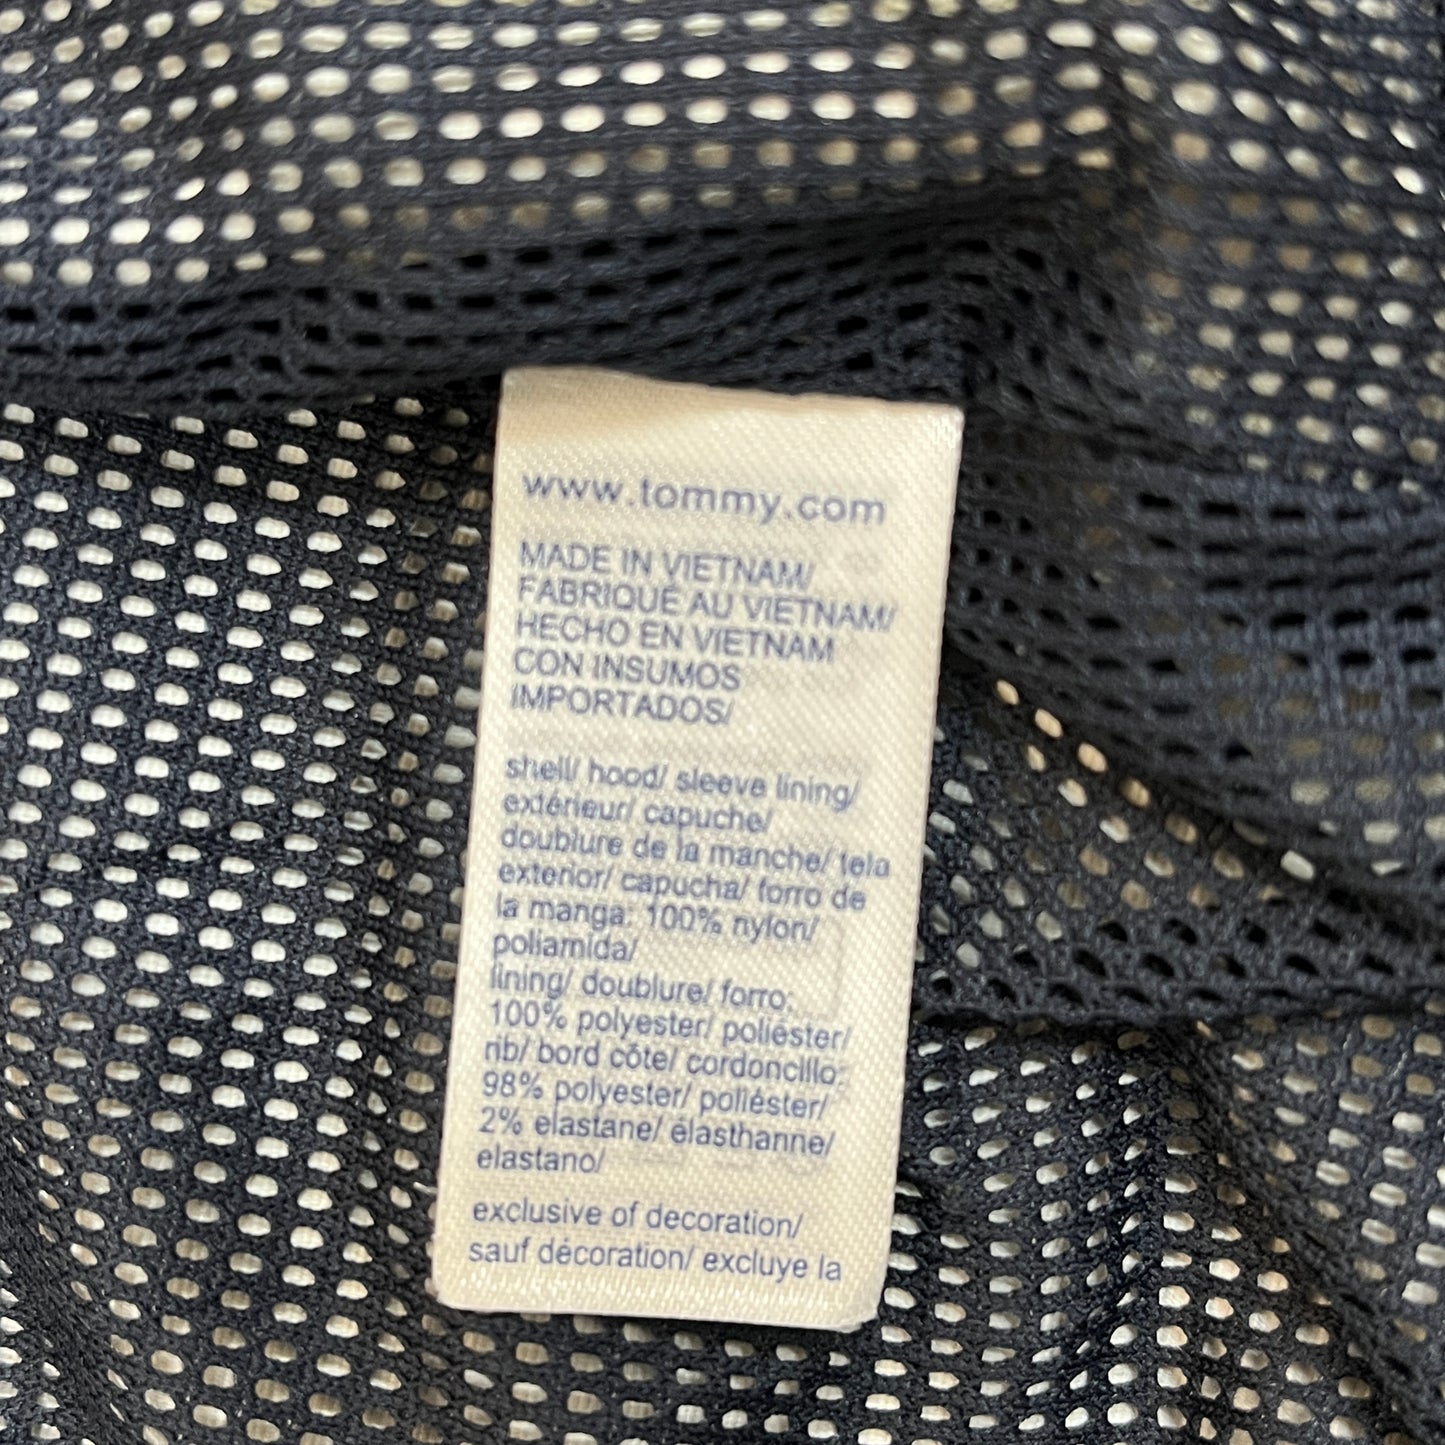 www.tommy.com
MADE IN VIETNAM/
FABRIQUÉ AU VIETNAM/
HECHO EN VIETNAM
CON INSUMOS
IMPORTADOS/
shell/ hood/ sleeve lining/
extérieur/ capuche/
doublure de la manche/ tela
exterior/ capucha/ forro de
la manga: 100% nylon/
poliamida/
lining/ doublure/ forro:
100% polyester/ poliéster/
rib/ bord côte/ cordoncillo:
98% polyester/ poliéster/
2% elastane/ élasthanne/
elastano/
exclusive of decoration/
sauf décoration/ excluye la